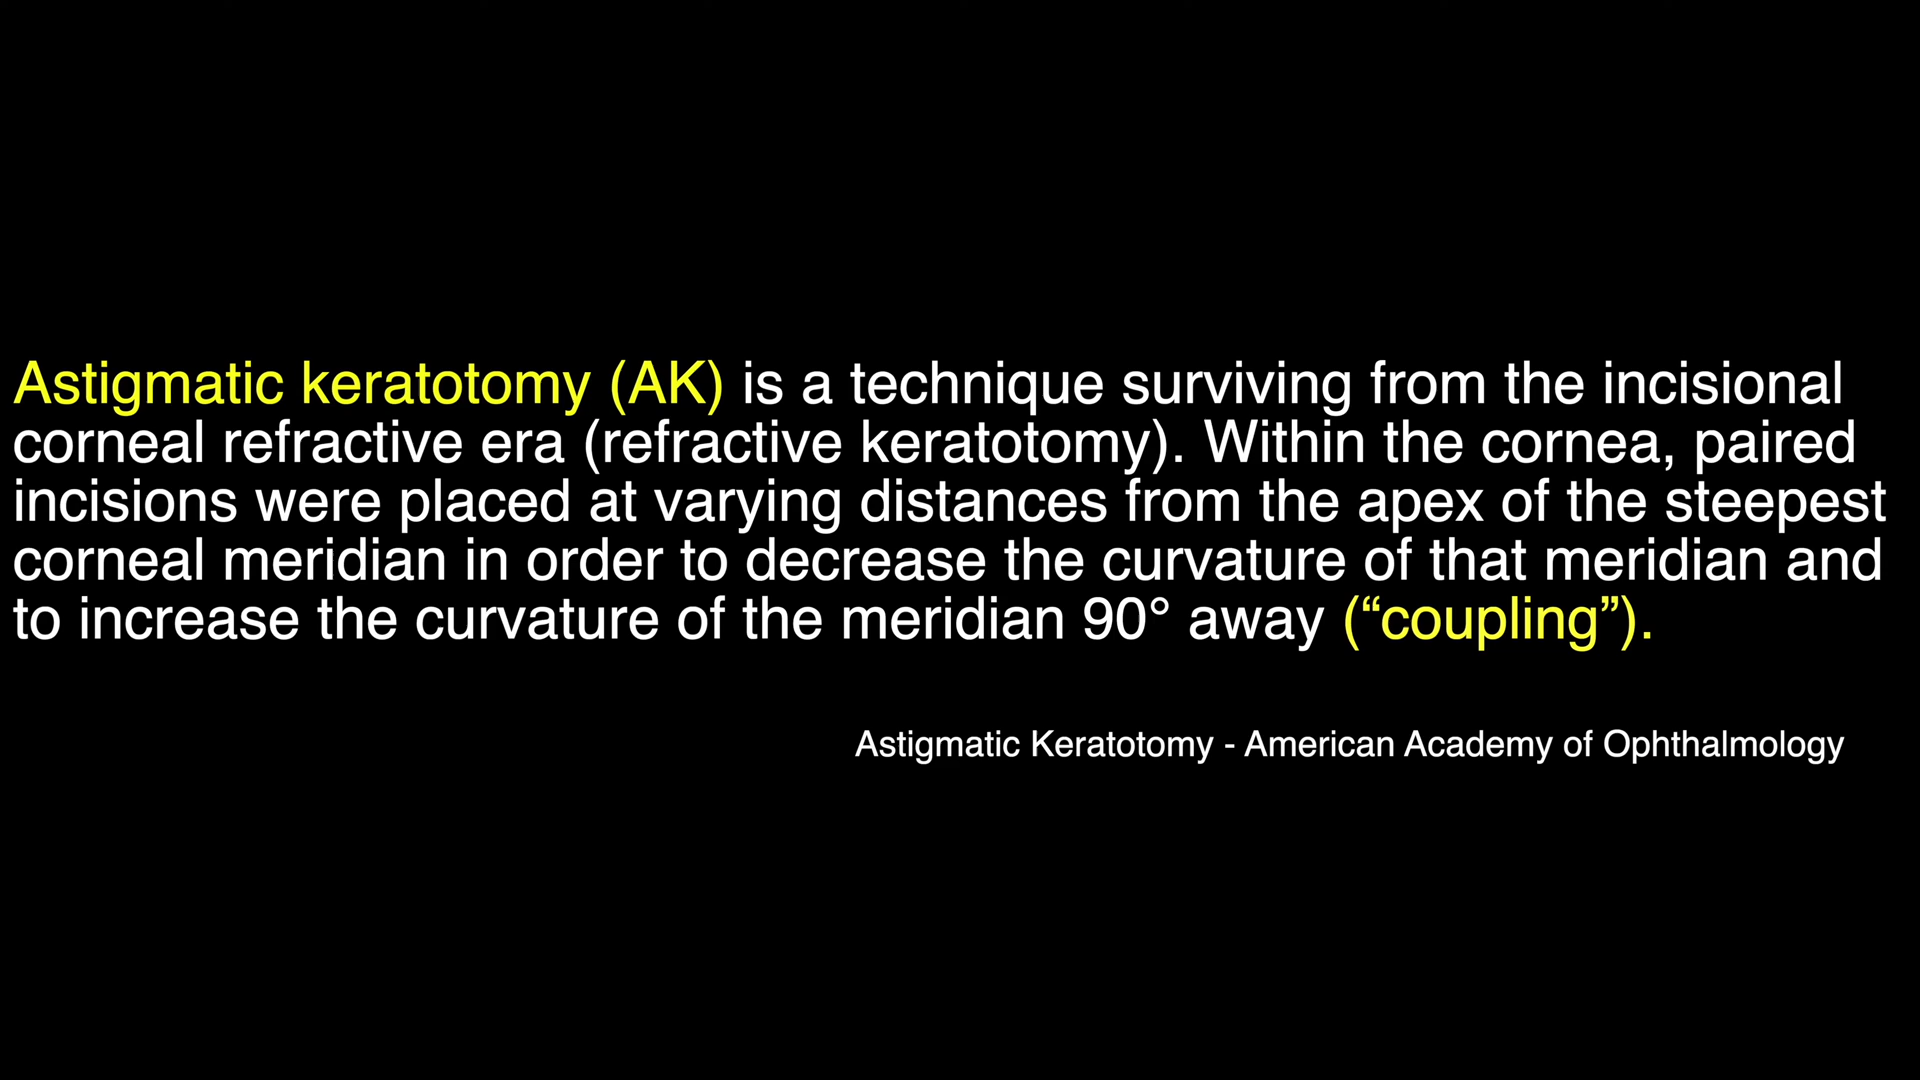 Astigmatic keratotomy (AK) is a technique surviving from the incisional
corneal refractive era (refractive keratotomy). Within the cornea, paired
incisions were placed at varying distances from the apex of the steepest
corneal meridian in order to decrease the curvature of that meridian and
to increase the curvature of the meridian 90° away (“coupling”).
Astigmatic Keratotomy - American Academy of Ophthalmology